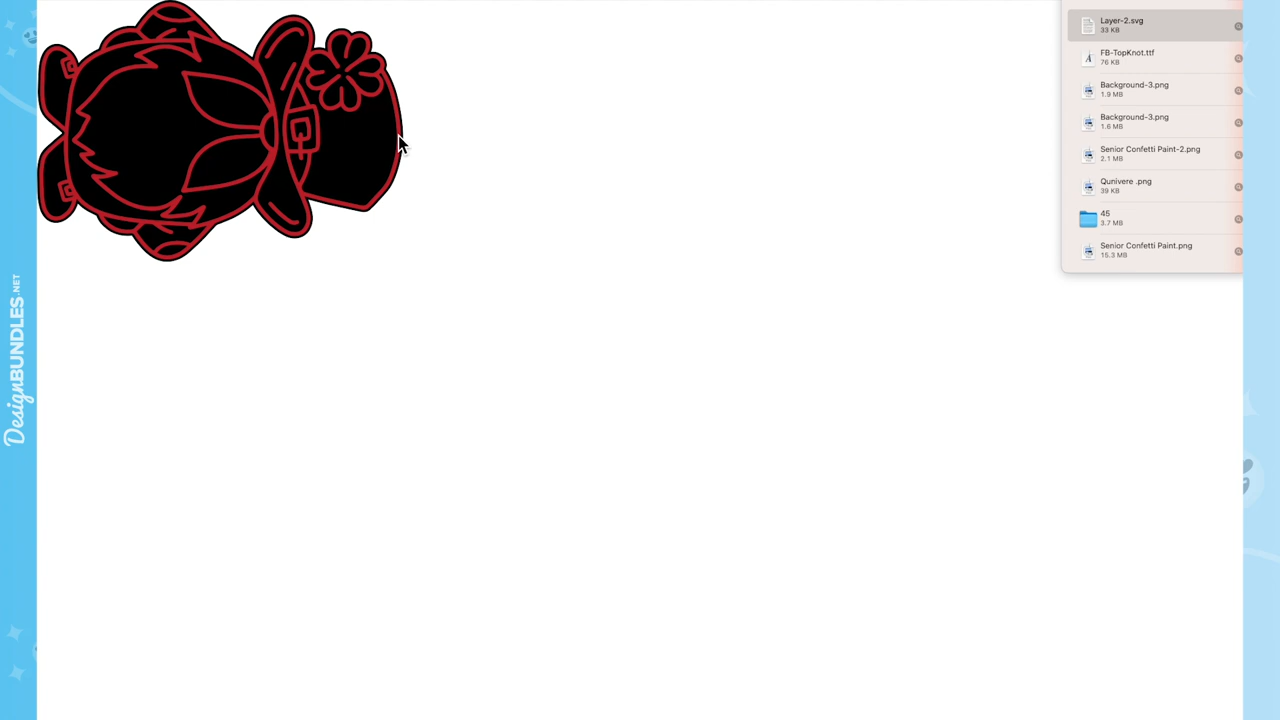 Layer-2.svg
33 KB
FB-TopKnot.ttf
76 KB
Background-3.png
1.9 MB
Background-3.png
1.6 MB
Senior Confetti Paint-2.png
2.1 MB
Qunivere .png
39 KB
45
3.7 MB
Senior Confetti Paint.png
15.3 MB
DesignBUNDLES.NET